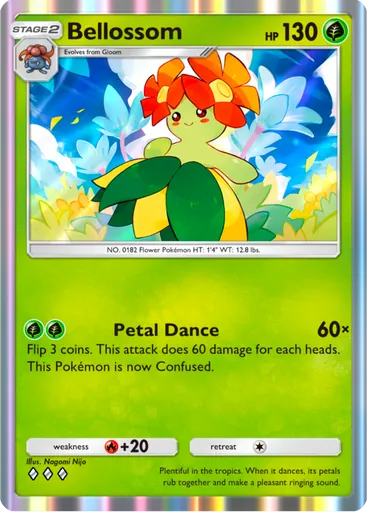 STAGE 2
Bellossom
HP 130
Evolves from Gloom
NO. 0182 Flower Pokémon HT: 1'4" WT: 12.8 lbs.
Petal Dance 60×
Flip 3 coins. This attack does 60 damage for each heads.
This Pokémon is now Confused.
weakness +20
retreat
Illus. Nagomi Nijo
Plentiful in the tropics. When it dances, its petals
rub together and make a pleasant ringing sound.